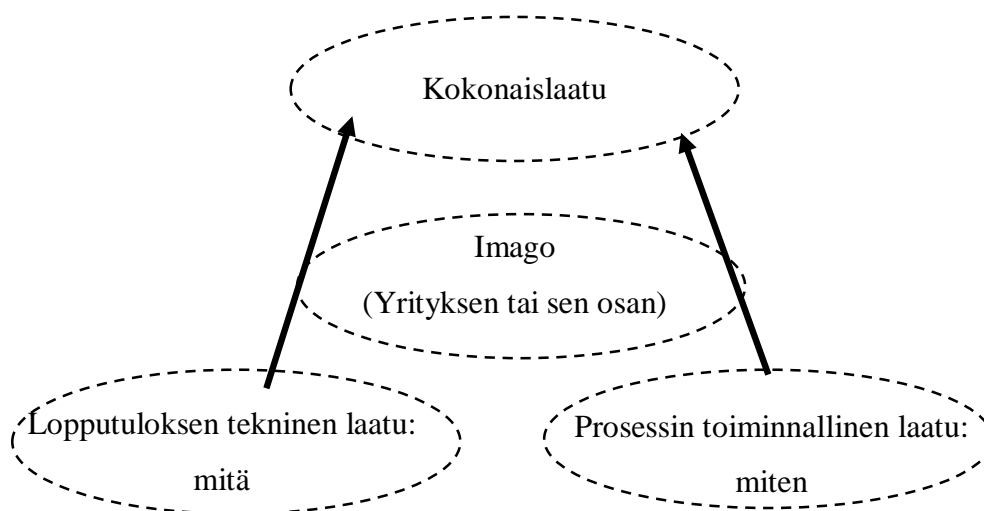 Kokonaislaatu
Imago
(Yrityksen tai sen osan)
Lopputuloksen tekninen laatu:
mitä
Prosessin toiminnallinen laatu:
miten